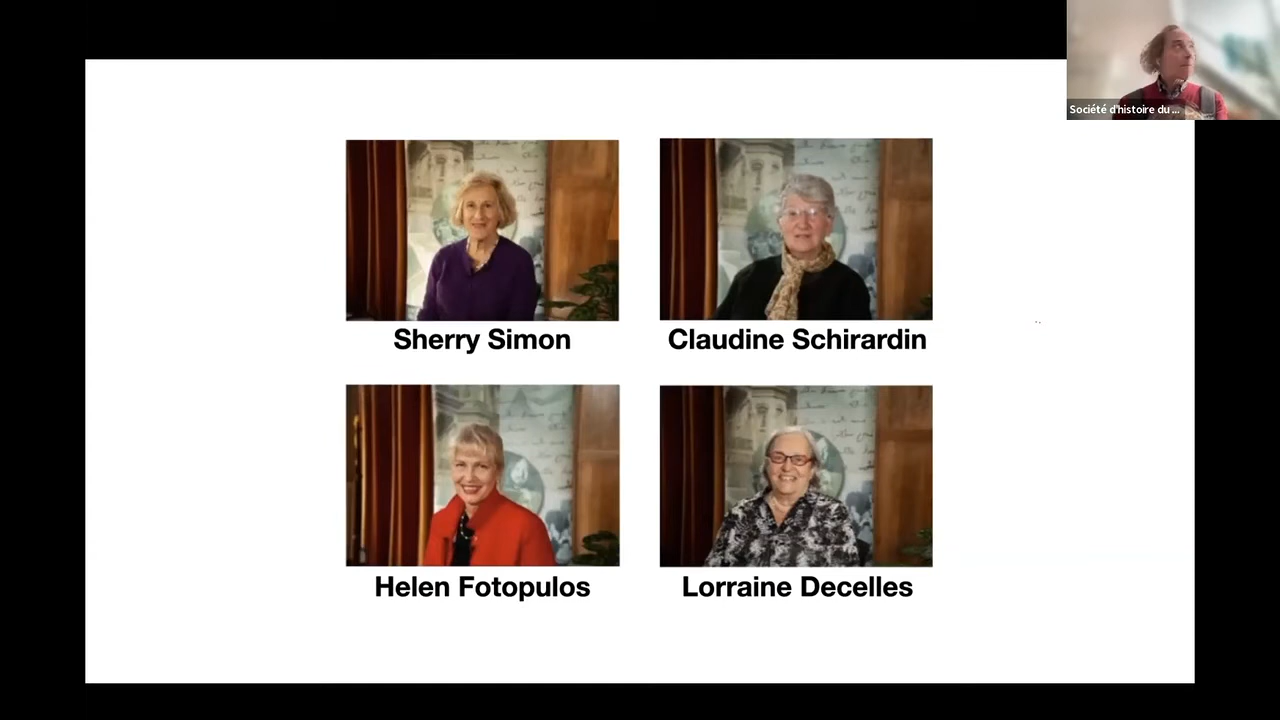 Société d'histoire du ...
Sherry Simon
Claudine Schirardin
Helen Fotopulos
Lorraine Decelles